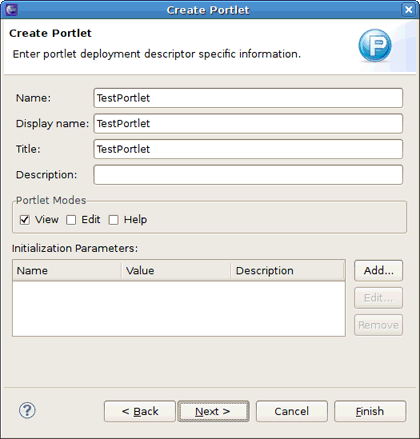 Create Portlet
Create Portlet
Enter portlet deployment descriptor specific information.
P
Name: TestPortlet
Display name: TestPortlet
Title: TestPortlet
Description:
Portlet Modes
View Edit Help
Initialization Parameters:
Name Value Description
Add...
Edit...
Remove
? < Back Next > Cancel Finish